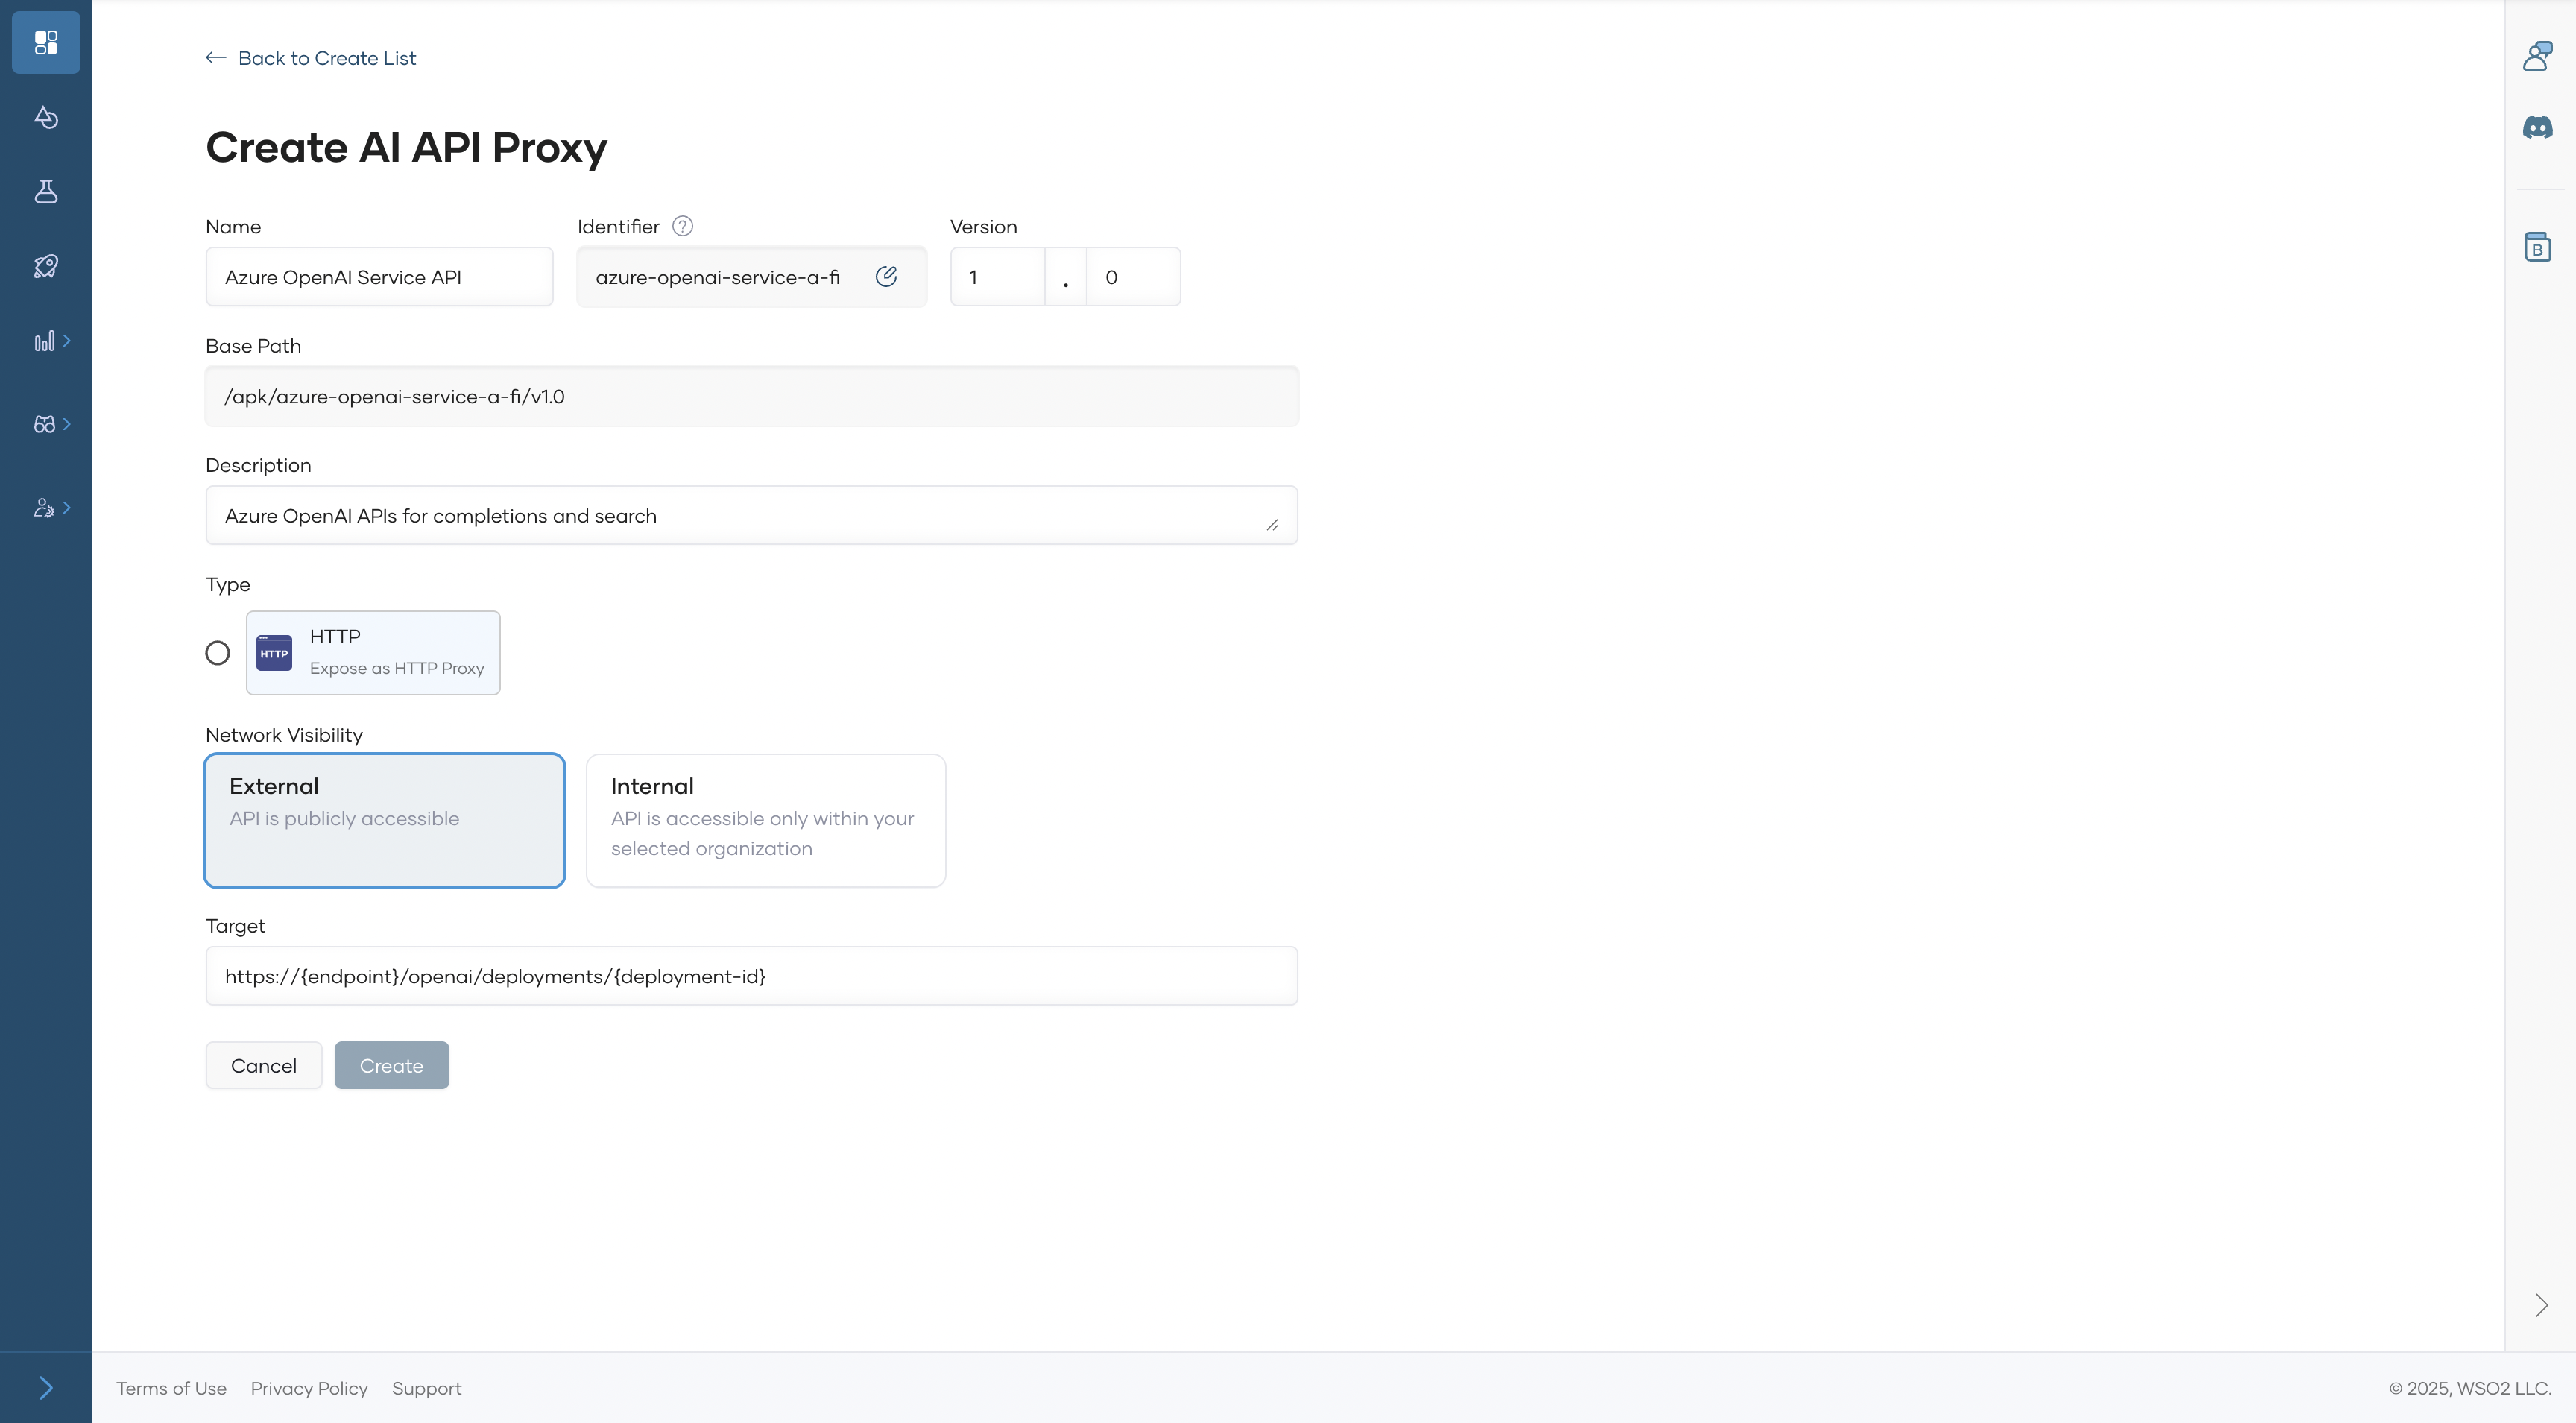 Back to Create List
Create AI API Proxy
Name
Identifier ?
Version
Azure OpenAI Service API
azure-openai-service-a-fi
1 . 0
Base Path
/apk/azure-openai-service-a-fi/v1.0
Description
Azure OpenAI APIs for completions and search
Type
HTTP
HTTP
Expose as HTTP Proxy
Network Visibility
External
API is publicly accessible
Internal
API is accessible only within your
selected organization
Target
https://{endpoint}/openai/deployments/{deployment-id}
Cancel
Create
B
Terms of Use
Privacy Policy
Support
© 2025, WSO2 LLC.